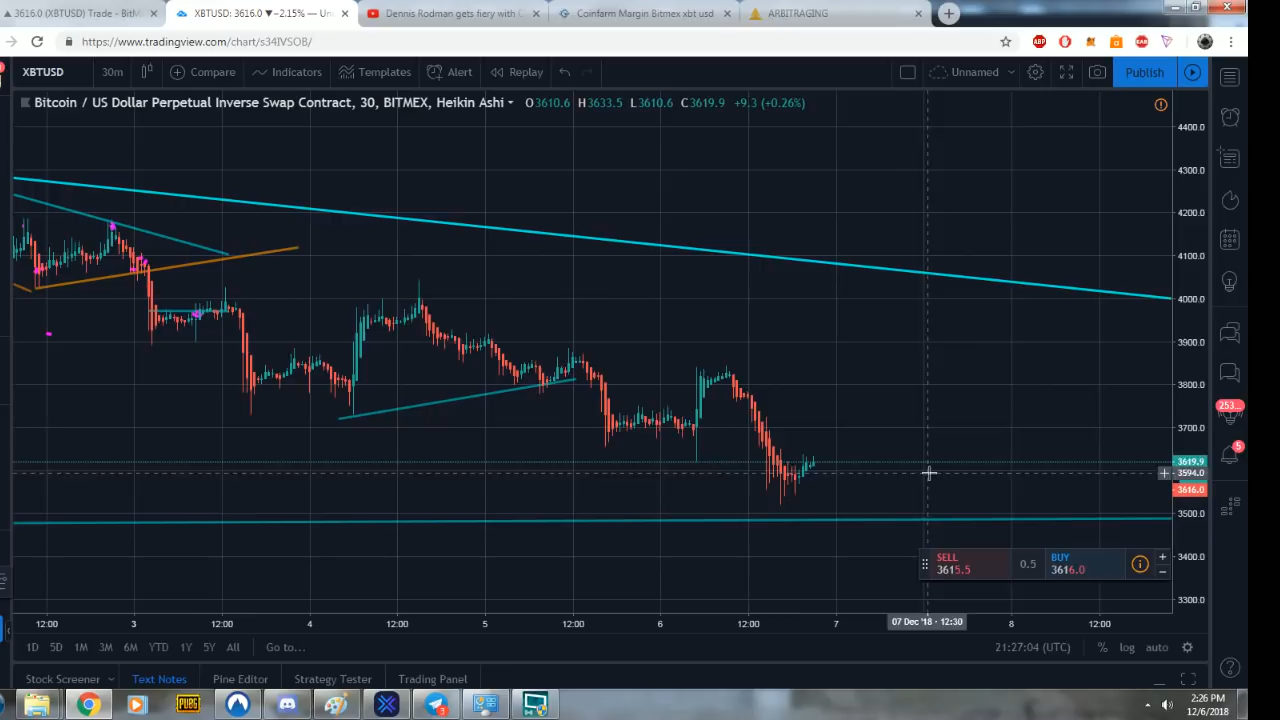 XBTUSD) Trade - BitM
XBTUSD: 3616.0 ▼−2.15% — Un
Dennis Rodman gets fiery with C
Coinfarm Margin Bitmex xbt usd
ARBITRAGING
https://www.tradingview.com/chart/s34IVSOB/
ABP
XBTUSD
30m
Compare
Indicators
Templates
Alert
Replay
Unnamed
Publish
Bitcoin / US Dollar Perpetual Inverse Swap Contract, 30, BITMEX, Heikin Ashi
O3610.6 H3633.5 L3610.6 C3619.9 +9.3 (+0.26%)
4400.0
4300.0
4200.0
4100.0
4000.0
3900.0
3800.0
3700.0
3619.9
3594.0
3616.0
3500.0
3400.0
3300.0
253...
5
SELL
3615.5
0.5
BUY
3616.0
12:00
3
12:00
4
12:00
5
12:00
6
12:00
7
07 Dec '18 - 12:30
8
12:00
1D 5D 1M 3M 6M YTD 1Y 5Y All
Go to...
21:27:04 (UTC)
%
log
auto
Stock Screener
Text Notes
Pine Editor
Strategy Tester
Trading Panel
PUBG
3
2:26 PM
12/6/2018